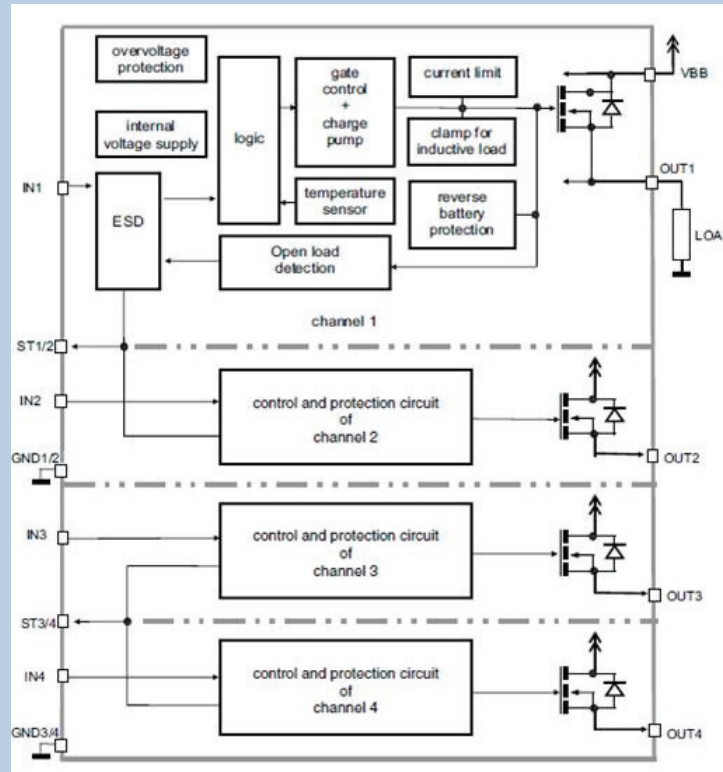 overvoltage
protection
internal
voltage supply
logic
gate
control
+
charge
pump
current limit
clamp for
inductive load
VBB
IN1
ESD
temperature
sensor
reverse
battery
protection
OUT1
LOA
Open load
detection
channel 1
ST1/2
IN2
control and protection circuit
of
channel 2
GND1/2
OUT2
IN3
control and protection circuit
of
channel 3
OUT3
ST3/4
IN4
control and protection circuit
of
channel 4
GND3/4
OUT4